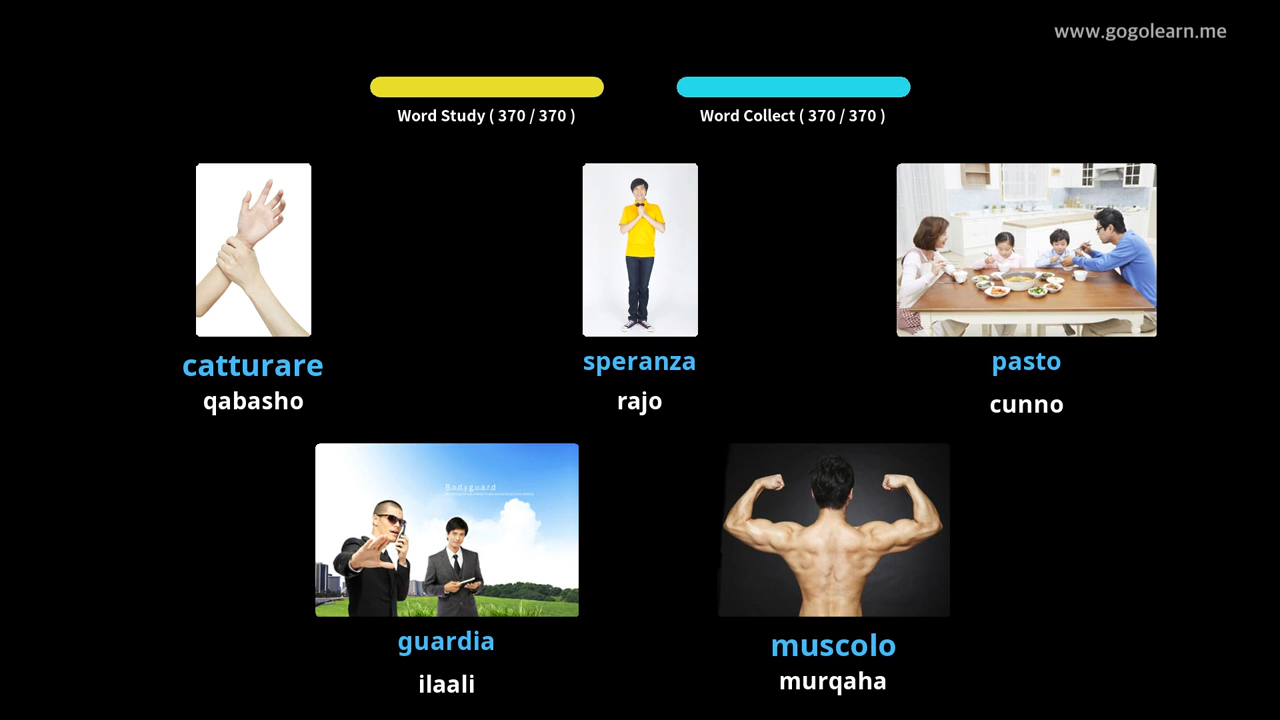 www.gogolearn.me
Word Study ( 370 / 370 )
Word Collect ( 370 / 370 )
catturare
qabasho
speranza
rajo
pasto
cunno
Bodyguard
guardia
ilaali
muscolo
murqaha